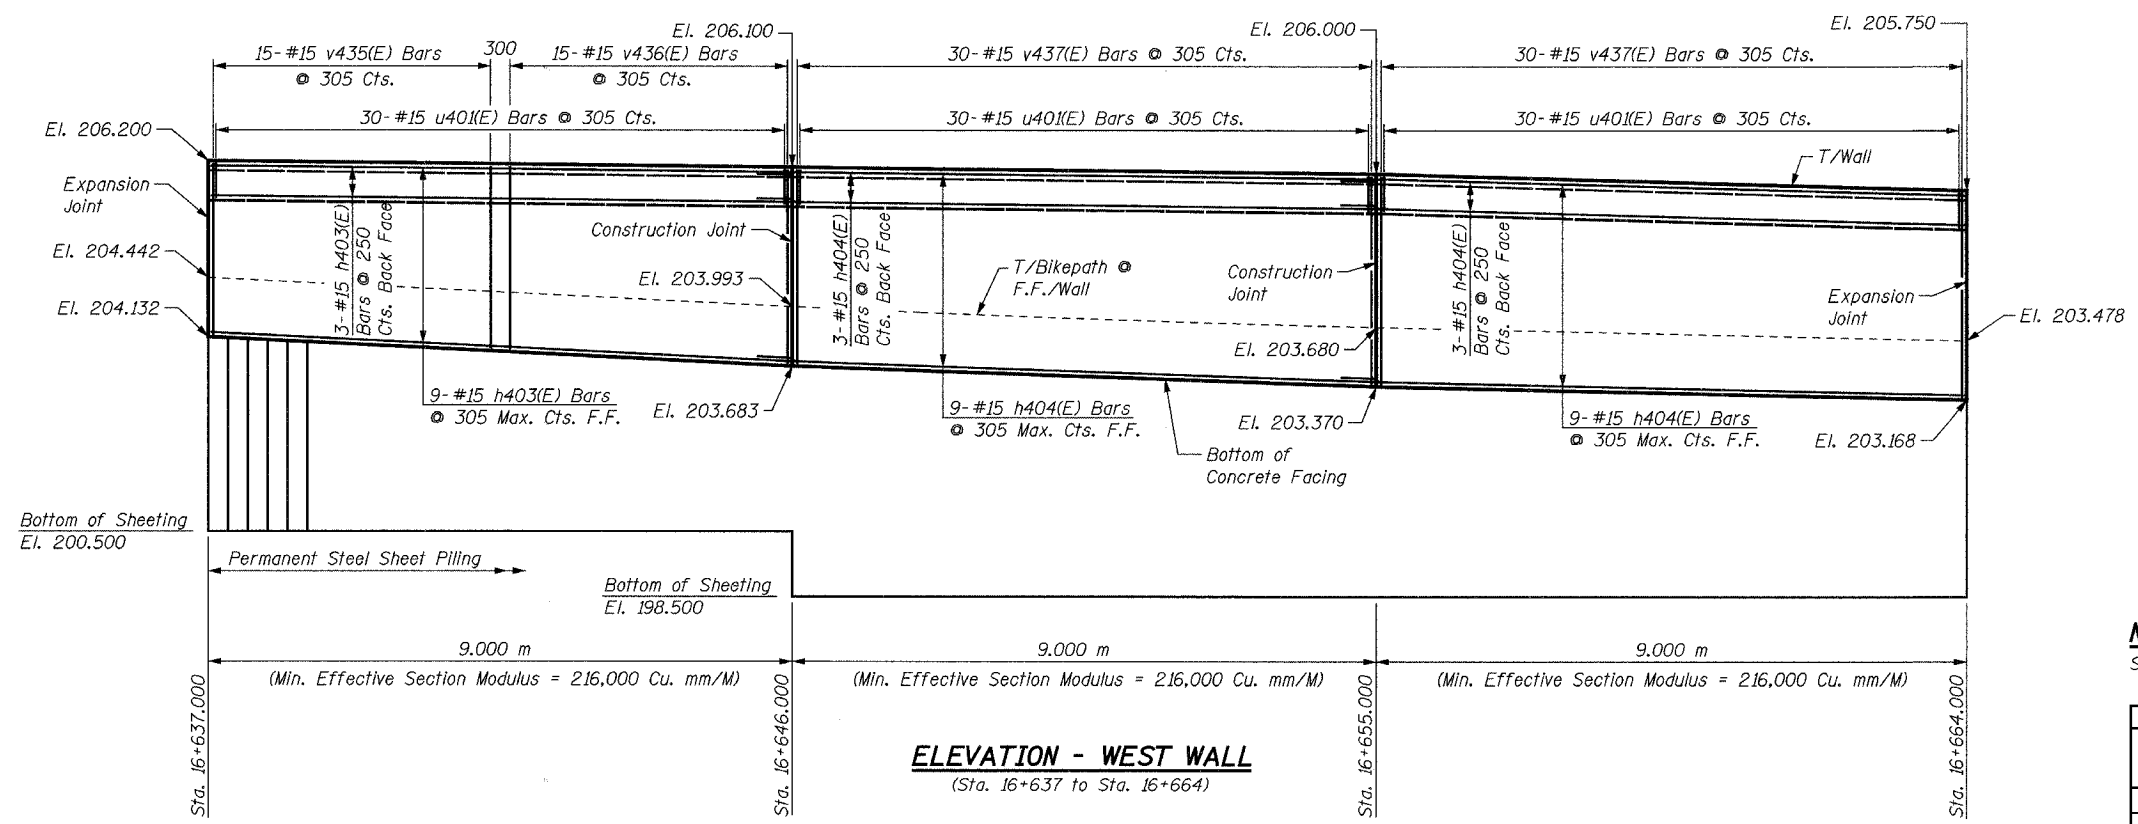 El. 206.100
El. 206.000
El. 205.750
15-#15 v435(E) Bars
@ 305 Cts.
300
15-#15 v436(E) Bars
@ 305 Cts.
30-#15 v437(E) Bars @ 305 Cts.
30-#15 v437(E) Bars @ 305 Cts.
30-#15 u401(E) Bars @ 305 Cts.
30-#15 u401(E) Bars @ 305 Cts.
30-#15 u401(E) Bars @ 305 Cts.
El. 206.200
T/Wall
Expansion
Joint
El. 204.442
El. 204.132
3-#15 h403(E)
Bars @ 250
Cts. Back Face
Construction Joint
El. 203.993
3-#15 h404(E)
Bars @ 250
Cts. Back Face
T/Bikepath @
F.F./Wall
Construction
Joint
El. 203.680
3-#15 h404(E)
Bars @ 250
Cts. Back Face
Expansion
Joint
El. 203.478
9-#15 h403(E) Bars
@ 305 Max. Cts. F.F.
El. 203.683
9-#15 h404(E) Bars
@ 305 Max. Cts. F.F.
El. 203.370
9-#15 h404(E) Bars
@ 305 Max. Cts. F.F.
El. 203.168
Bottom of
Concrete Facing
Bottom of Sheeting
El. 200.500
Permanent Steel Sheet Piling
Bottom of Sheeting
El. 198.500
9.000 m
(Min. Effective Section Modulus = 216,000 Cu. mm/M)
9.000 m
(Min. Effective Section Modulus = 216,000 Cu. mm/M)
9.000 m
(Min. Effective Section Modulus = 216,000 Cu. mm/M)
Sta. 16+637.000
Sta. 16+646.000
Sta. 16+655.000
Sta. 16+664.000
ELEVATION - WEST WALL
(Sta. 16+637 to Sta. 16+664)